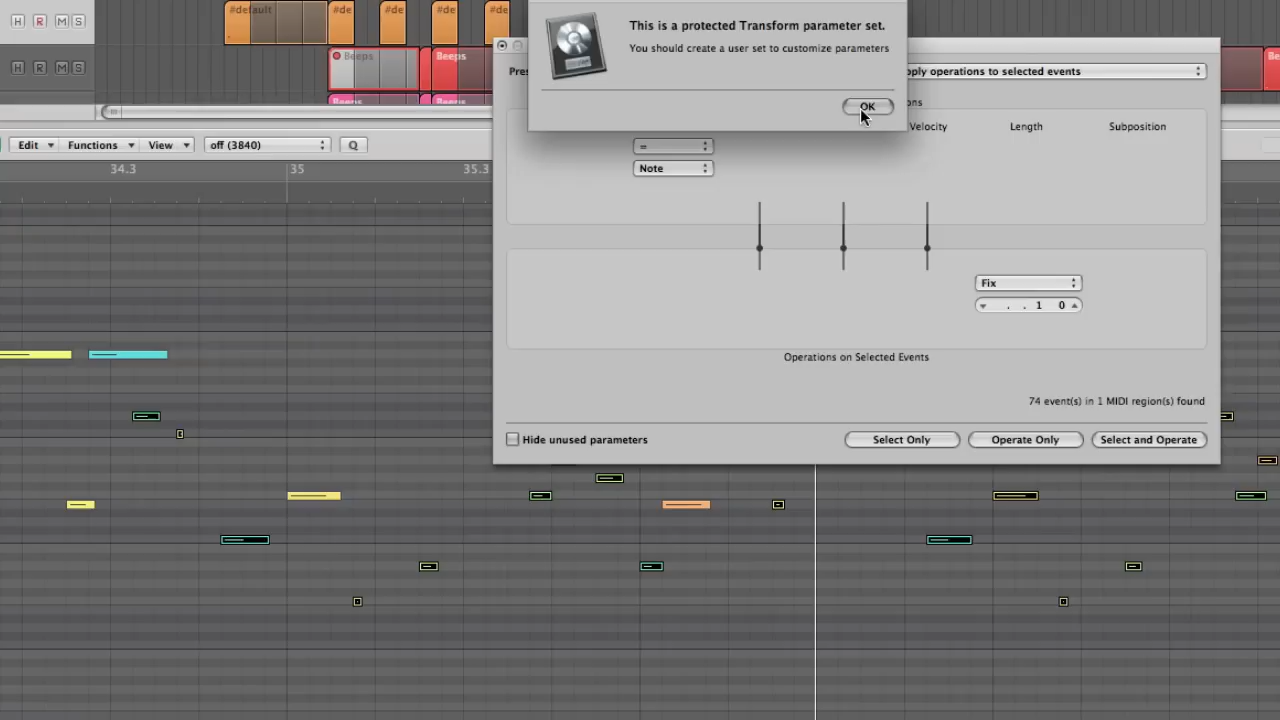 #default
#de
#de
#de
#de
H R M S
This is a protected Transform parameter set.
You should create a user set to customize parameters
OK
Beeps
Beeps
H R M S
Pres
pply operations to selected events
ons
Velocity
Length
Subposition
Edit
Functions
View
off (3840)
Q
=
Note
34.3
35
35.3
Fix
. . 1 0
Operations on Selected Events
74 event(s) in 1 MIDI region(s) found
Hide unused parameters
Select Only
Operate Only
Select and Operate